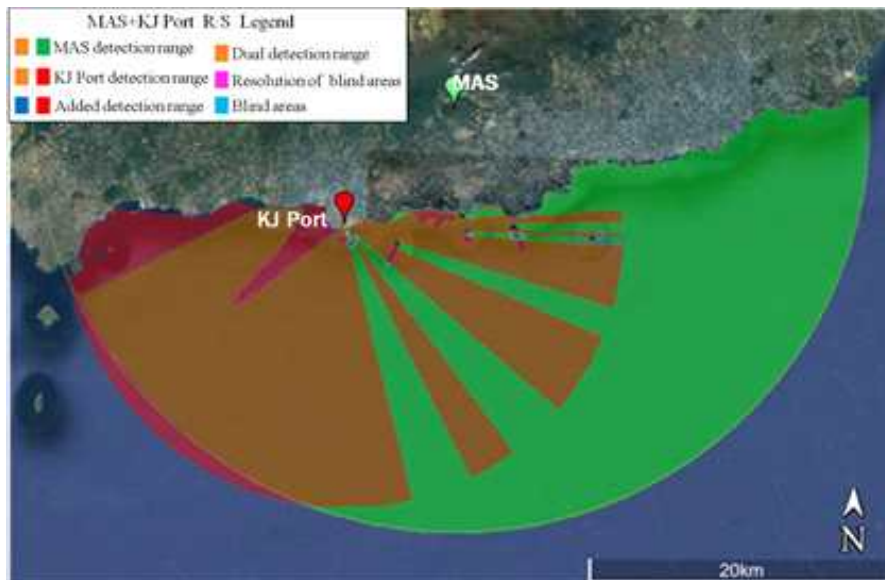 MAS+KJ Port R/S Legend
MAS detection range
Dual detection range
KJ Port detection range
Resolution of blind areas
Added detection range
Blind areas
MAS
KJ Port
N
20km